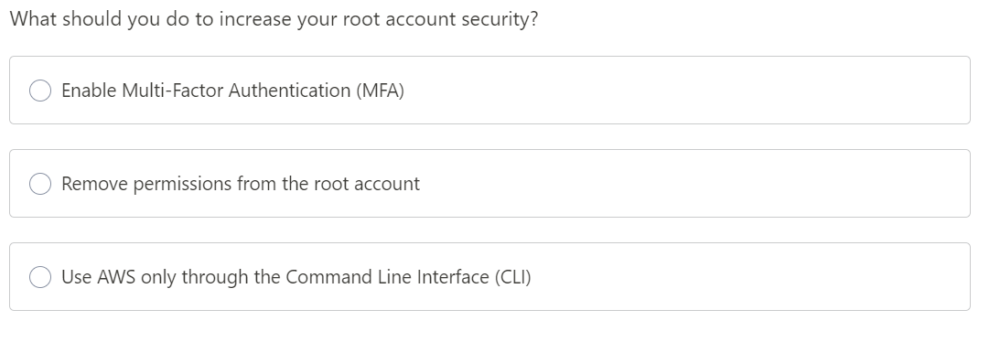 What should you do to increase your root account security?
Enable Multi-Factor Authentication (MFA)
Remove permissions from the root account
Use AWS only through the Command Line Interface (CLI)